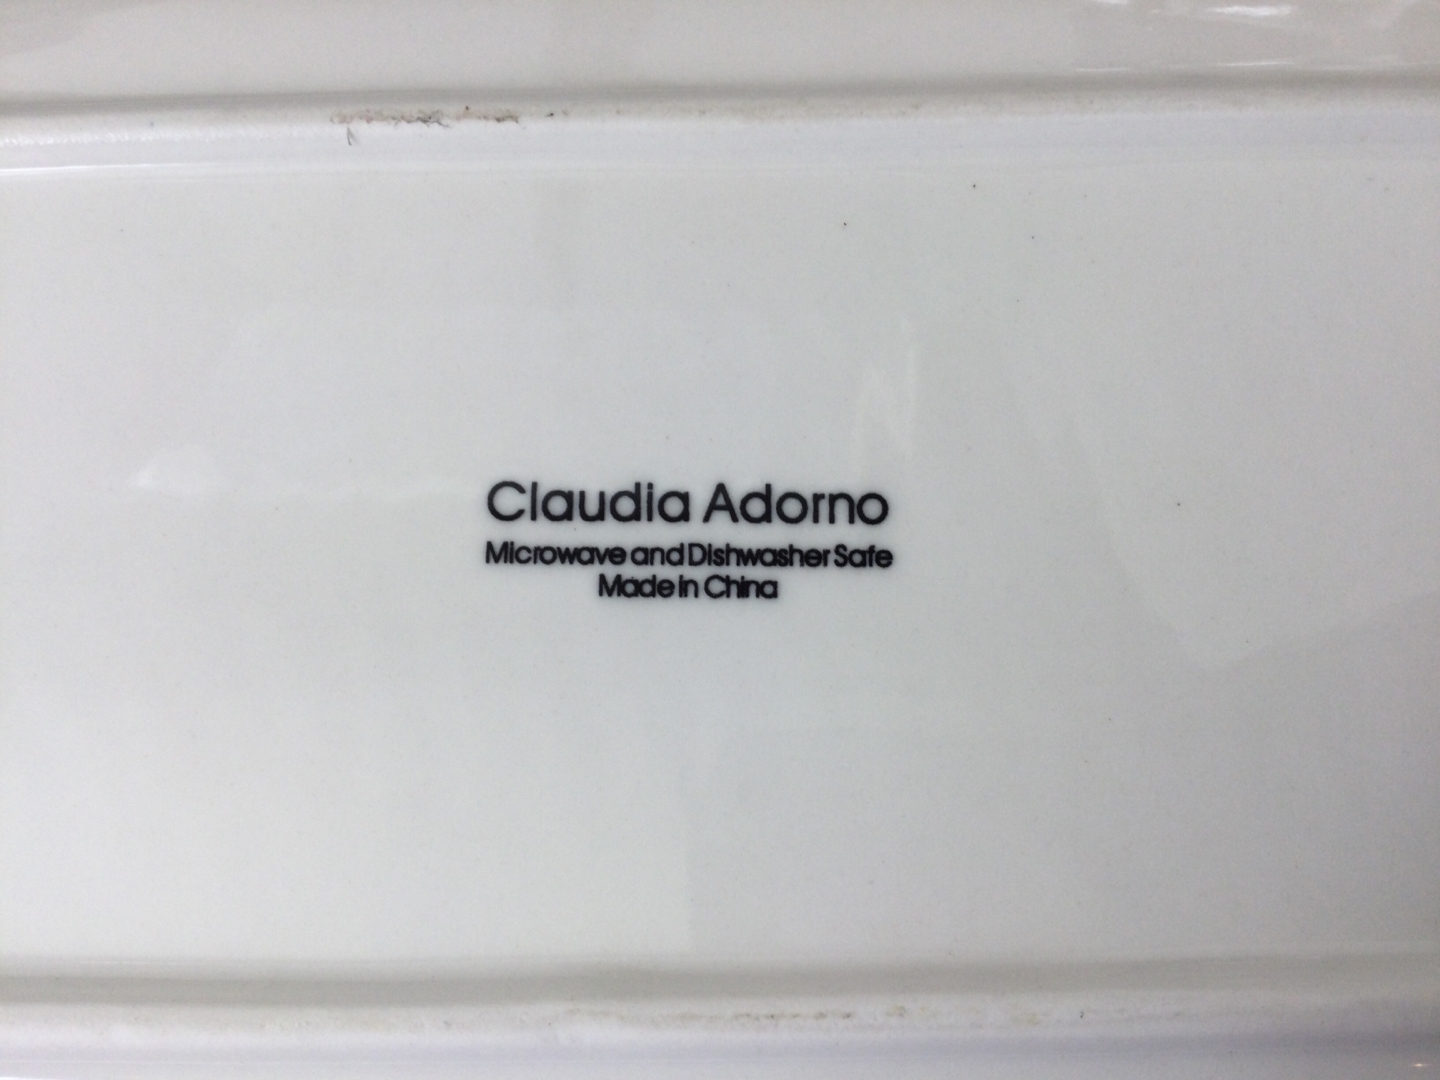 Claudia Adorno
Microwave and Dishwasher Safe
Made in China